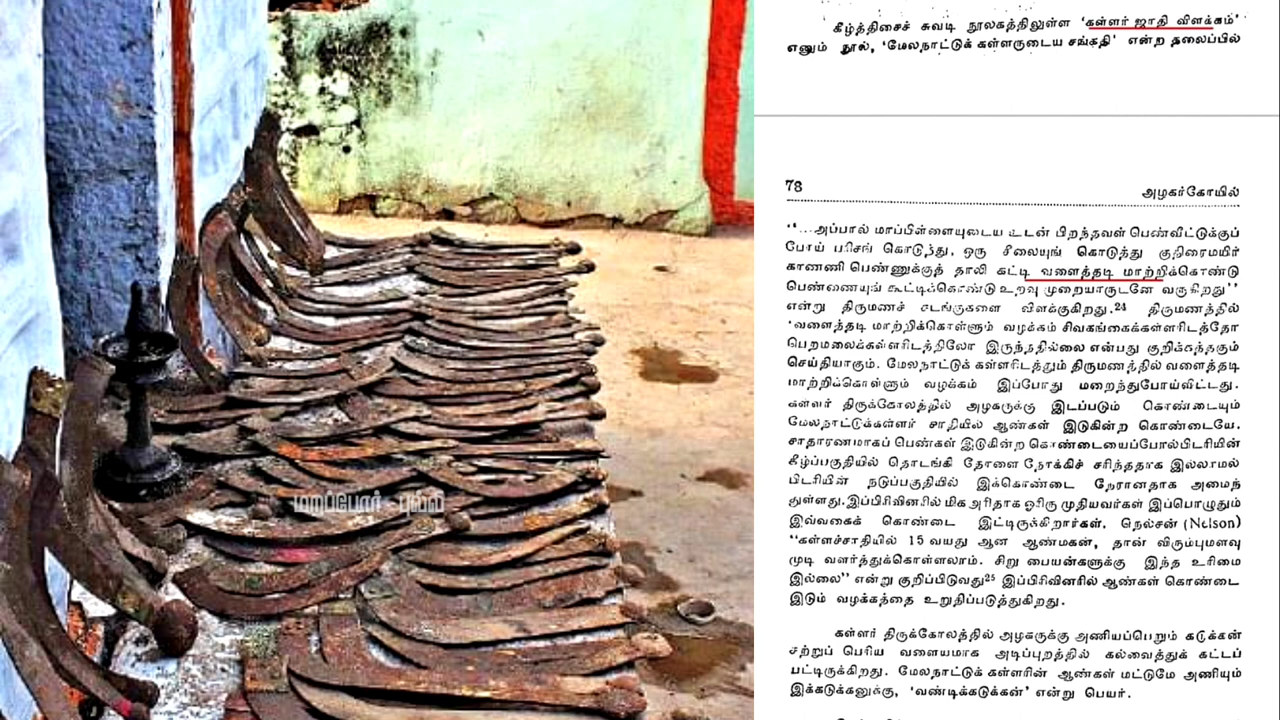 கீழ்த்திசைச் சுவடி நூலகத்திலுள்ள ‘கள்ளர் ஜாதி விளக்கம்’
எனும் நூல், ‘மேலநாட்டுக் கள்ளருடைய சங்கதி’ என்ற தலைப்பில்
78 அழகர்கோயில்
“...அப்பால் மாப்பிள்ளையுடைய உடன் பிறந்தவள் பெண்வீட்டுக்குப்
போய் பரிசங் கொடுத்து, ஒரு சீலையுங் கொடுத்து குதிரைமயிர்
காணணி பெண்ணுக்குத் தாலி கட்டி வளைத்தடி மாற்றிக்கொண்டு
பெண்ணையுங் கூட்டிக்கொண்டு உறவு முறையாருடனே வருகிறது”
என்று திருமணச் சடங்குகளை விளக்குகிறது.24 திருமணத்தில்
‘வளைத்தடி மாற்றிக்கொள்ளும் வழக்கம் சிவகங்கைக்கள்ளரிடத்தோ
பெறமலைக்கள்ளரிடத்திலோ இருந்ததில்லை என்பது குறிக்கத்தகும்
செய்தியாகும். மேலநாட்டுக் கள்ளரிடத்தும் திருமணத்தில் வளைத்தடி
மாற்றிக்கொள்ளும் வழக்கம் இப்போது மறைந்துபோய்விட்டது.
கள்ளர் திருக்கோலத்தில் அழகருக்கு இடப்படும் கொண்டையும்
மேலநாட்டுக்கள்ளர் சாதியில் ஆண்கள் இடுகின்ற கொண்டையே.
சாதாரணமாகப் பெண்கள் இடுகின்ற கொண்டையைப்போல்பிடரியின்
கீழ்ப்பகுதியில் தொடங்கி தோளை நோக்கிச் சரிந்ததாக இல்லாமல்
பிடரியின் நடுப்பகுதியில் இக்கொண்டை நேரானதாக அமைந்
துள்ளது.இப்பிரிவினரில் மிக அரிதாக ஓரிரு முதியவர்கள் இப்பொழுதும்
இவ்வகைக் கொண்டை இட்டிருக்கிறார்கள். நெல்சன் (Nelson)
“கள்ளச்சாதியில் 15 வயது ஆன ஆண்மகன், தான் விரும்புமளவு
முடி வளர்த்துக்கொள்ளலாம். சிறு பையன்களுக்கு இந்த உரிமை
இல்லை” என்று குறிப்பிடுவது25 இப்பிரிவினரில் ஆண்கள் கொண்டை
இடும் வழக்கத்தை உறுதிப்படுத்துகிறது.
கள்ளர் திருக்கோலத்தில் அழகருக்கு அணியப்பெறும் கடுக்கன்
சற்றுப் பெரிய வளையமாக அடிப்புறத்தில் கல்வைத்துக் கட்டப்
பட்டிருக்கிறது. மேலநாட்டுக் கள்ளரின் ஆண்கள் மட்டுமே அணியும்
இக்கடுக்கனுக்கு, ‘வண்டிக்கடுக்கன்’ என்று பெயர்.
மறப்போர் - புலவி